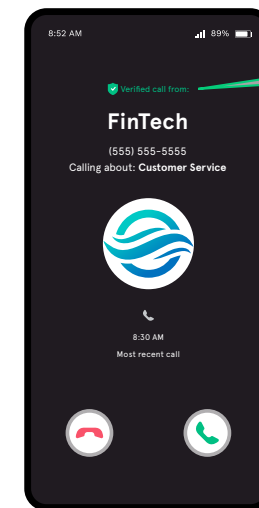 8:52 AM 89%
Verified call from:
FinTech
(555) 555-5555
Calling about: Customer Service
8:30 AM
Most recent call